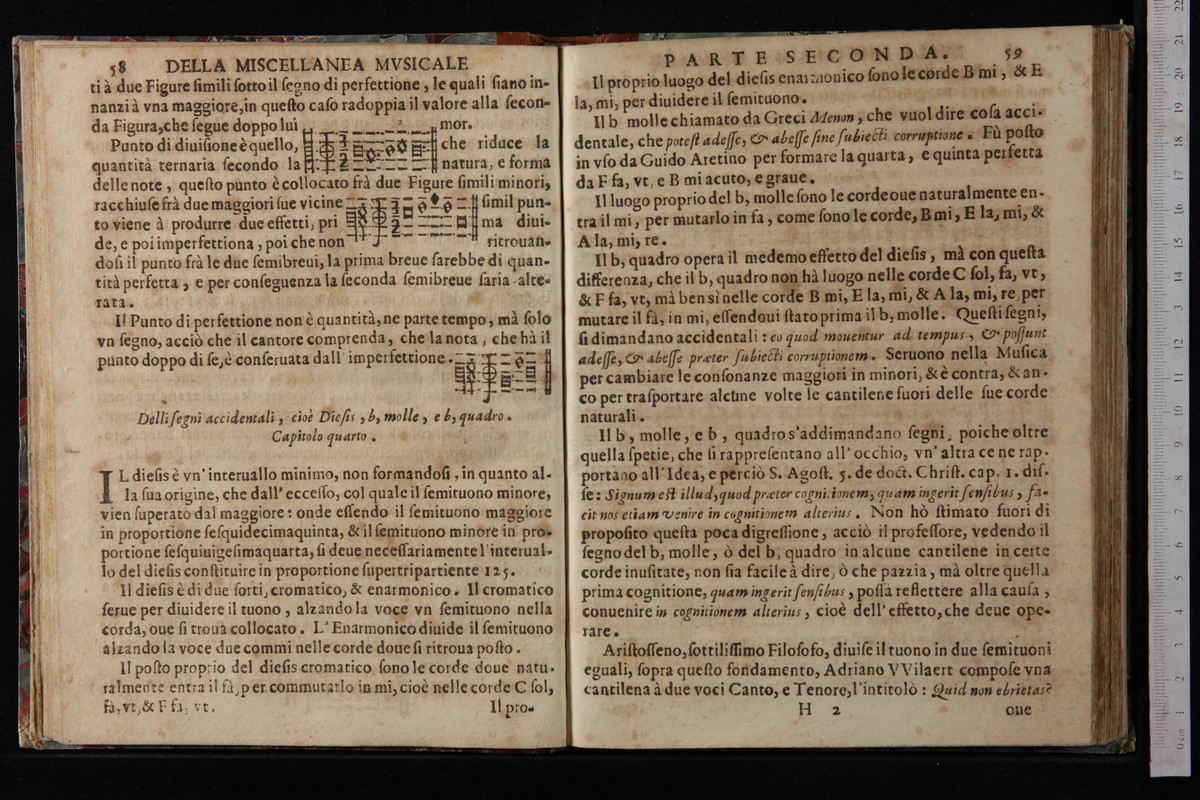 58 DELLA MISCELLANEA MVSICALE
ti à due Figure ſimili ſotto il ſegno di perfettione, le quali ſiano in-
nanzi à vna maggiore, in queſto caſo radoppia il valore alla ſecon-
da Figura, che ſegue doppo lui mor.
Punto di diuiſione è quello, che riduce la
quantità ternaria ſecondo la natura, e forma
delle note, queſto punto è collocato frà due Figure ſimili minori,
racchiuſe frà due maggiori ſue vicine ſimil pun-
to viene à produrre due effetti, pri ma diui-
de, e poi imperfettiona, poi che non ritrouan-
doſi il punto frà le due ſemibreui, la prima breue ſarebbe di quan-
tità perfetta, e per conſeguenza la ſeconda ſemibreue ſaria alte-
rata.
Il Punto di perfettione non è quantità, ne parte tempo, mà ſolo
vn ſegno, acciò che il cantore comprenda, che la nota, che hà il
punto doppo di ſe, è conſeruata dall' imperfettione.
Delli ſegni accidentali, cioè Dieſis, b, molle, e b, quadro.
Capitolo quarto.
IL dieſis è vn' interuallo minimo, non formandoſi, in quanto al-
la ſua origine, che dall' ecceſſo, col quale il ſemituono minore,
vien ſuperato dal maggiore: onde eſſendo il ſemituono maggiore
in proportione ſeſquidecimaquinta, & il ſemituono minore in pro-
portione ſeſquiuigeſimaquarta, ſi deue neceſſariamente l'interual-
lo del dieſis conſtituire in proportione ſupertripartiente 125.
Il dieſis è di due ſorti, cromatico, & enarmonico. Il cromatico
ſerue per diuidere il tuono, alzando la voce vn ſemituono nella
corda, oue ſi troua collocato. L'Enarmonico diuide il ſemituono
alzando la voce due commi nelle corde doue ſi ritroua poſto.
Il poſto proprio del dieſis cromatico ſono le corde doue natu-
ralmente entra il fà, per commutarlo in mi, cioè nelle corde C ſol,
fà, vt, & F fa, vt. Il pro-
PARTE SECONDA. 59
Il proprio luogo del dieſis enarmonico ſono le corde B mi, & E
la, mi, per diuidere il ſemituono.
Il b molle chiamato da Greci Menon, che vuol dire coſa acci-
dentale, che poteſt adeſſe, & abeſſe ſine ſubiecti corruptione. Fù poſto
in vſo da Guido Aretino per formare la quarta, e quinta perfetta
da F fa, vt, e B mi acuto, e graue.
Il luogo proprio del b, molle ſono le corde oue naturalmente en-
tra il mi, per mutarlo in fa, come ſono le corde, B mi, E la, mi, &
A la, mi, re.
Il b, quadro opera il medemo effetto del dieſis, mà con queſta
differenza, che il b, quadro non hà luogo nelle corde C ſol, fa, vt,
& F fa, vt, mà ben sì nelle corde B mi, E la, mi, & A la, mi, re, per
mutare il fà, in mi, eſſendoui ſtato prima il b, molle. Queſti ſegni,
ſi dimandano accidentali: eo quod mouentur ad tempus, & poſſunt
adeſſe, & abeſſe præter ſubiecti corruptionem. Seruono nella Muſica
per cambiare le conſonanze maggiori in minori, & è contra, & an-
co per traſportare alcune volte le cantilene fuori delle ſue corde
naturali.
Il b, molle, e b, quadro s'addimandano ſegni, poiche oltre
quella ſpetie, che ſi rappreſentano all' occhio, vn' altra ce ne rap-
portano all' Idea, e perciò S. Agoſt. 5. de doct. Chriſt. cap. 1. diſ-
ſe: Signum eſt illud, quod præter cognitionem, quam ingerit ſenſibus, fa-
cit nos etiam venire in cognitionem alterius. Non hò ſtimato fuori di
propoſito queſta poca digreſſione, acciò il profeſſore, vedendo il
ſegno del b, molle, ò del b, quadro in alcune cantilene in certe
corde inuſitate, non ſia facile à dire, ò che pazzia, mà oltre quella
prima cognitione, quam ingerit ſenſibus, poſſa reflettere alla cauſa,
conuenire in cognitionem alterius, cioè dell' effetto, che deue ope-
rare.
Ariſtoſſeno, ſottiliſſimo Filoſofo, diuiſe il tuono in due ſemituoni
eguali, ſopra queſto fondamento, Adriano VVilaert compoſe vna
cantilena à due voci Canto, e Tenore, l'intitolò: Quid non ebrietas?
H 2 oue